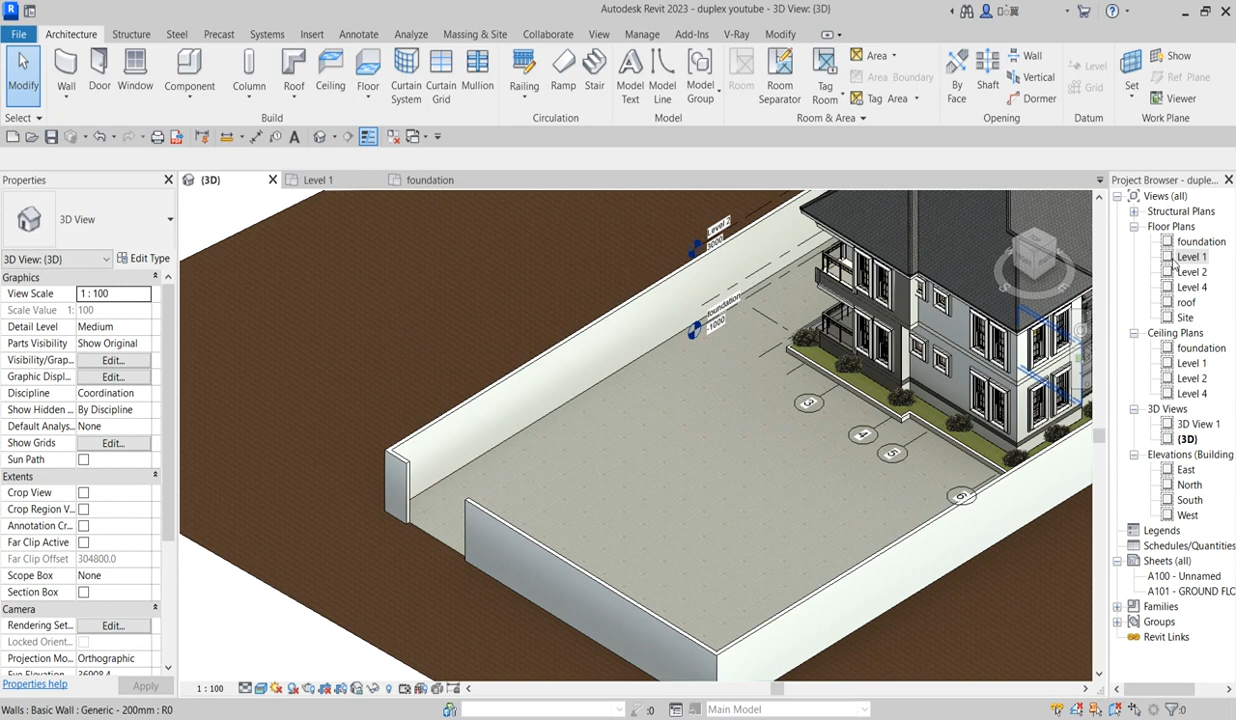 Autodesk Revit 2023 - duplex youtube - 3D View: {3D}
File Architecture Structure Steel Precast Systems Insert Annotate Analyze Massing & Site Collaborate View Manage Add-Ins V-Ray Modify
Modify Wall Door Window Component Column Roof Ceiling Floor Curtain System Curtain Grid Mullion Railing Ramp Stair Model Text Model Line Model Group Room Room Separator Tag Room Area Area Boundary Tag Area By Face Shaft Wall Vertical Dormer Level Grid Set Show Ref Plane Viewer
Select Build Circulation Model Room & Area Opening Datum Work Plane
Properties
{3D} Level 1 foundation
Project Browser - duple...
3D View
3D View: {3D} Edit Type
Graphics
View Scale 1 : 100
Scale Value 1: 100
Detail Level Medium
Parts Visibility Show Original
Visibility/Grap... Edit...
Graphic Displ... Edit...
Discipline Coordination
Show Hidden ... By Discipline
Default Analys... None
Show Grids Edit...
Sun Path
Extents
Crop View
Crop Region V...
Annotation Cr...
Far Clip Active
Far Clip Offset 304800.0
Scope Box None
Section Box
Camera
Rendering Set... Edit...
Locked Orient...
Projection Mo... Orthographic
Properties help Apply
Level 2
3000
foundation
-1000
3
4
5
6
Views (all)
Structural Plans
Floor Plans
foundation
Level 1
Level 2
Level 4
roof
Site
Ceiling Plans
foundation
Level 1
Level 2
Level 4
3D Views
3D View 1
{3D}
Elevations (Building
East
North
South
West
Legends
Schedules/Quantities
Sheets (all)
A100 - Unnamed
A101 - GROUND FLO
Families
Groups
Revit Links
1 : 100
Walls : Basic Wall : Generic - 200mm : R0
:0 Main Model :0